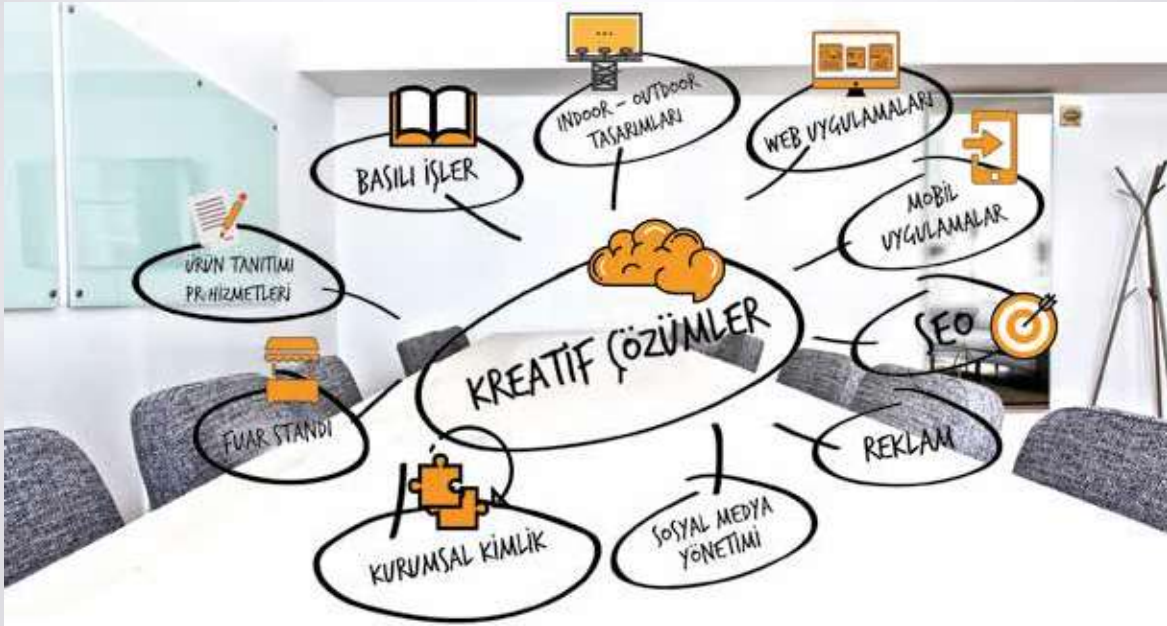 INDOOR – OUTDOOR
TASARIMLARI
WEB UYGULAMALARI
BASILI İŞLER
MOBİL
UYGULAMALAR
ÜRÜN TANITIMI
PR-HİZMETLERİ
KREATİF ÇÖZÜMLER
SEO
FUAR STANDI
REKLAM
KURUMSAL KİMLİK
SOSYAL MEDYA
YÖNETİMİ